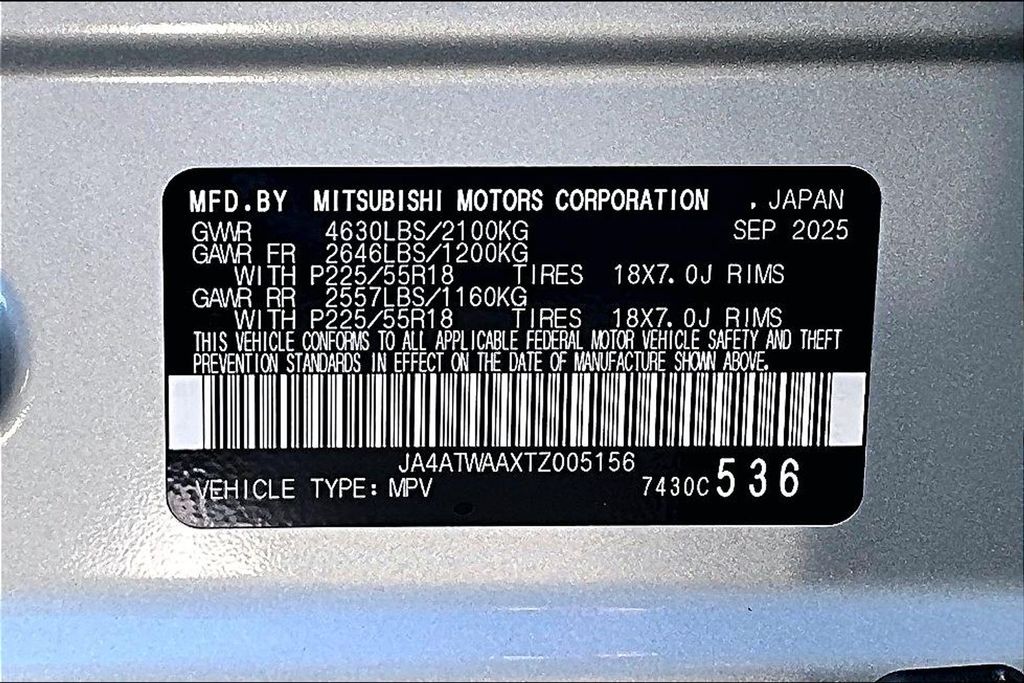 MFD.BY MITSUBISHI MOTORS CORPORATION , JAPAN
GVWR 4630LBS/2100KG SEP 2025
GAWR FR 2646LBS/1200KG
WITH P225/55R18 TIRES 18X7.0J RIMS
GAWR RR 2557LBS/1160KG
WITH P225/55R18 TIRES 18X7.0J RIMS
THIS VEHICLE CONFORMS TO ALL APPLICABLE FEDERAL MOTOR VEHICLE SAFETY AND THEFT
PREVENTION STANDARDS IN EFFECT ON THE DATE OF MANUFACTURE SHOWN ABOVE.
JA4ATWAAXTZ005156
VEHICLE TYPE: MPV 7430C 536